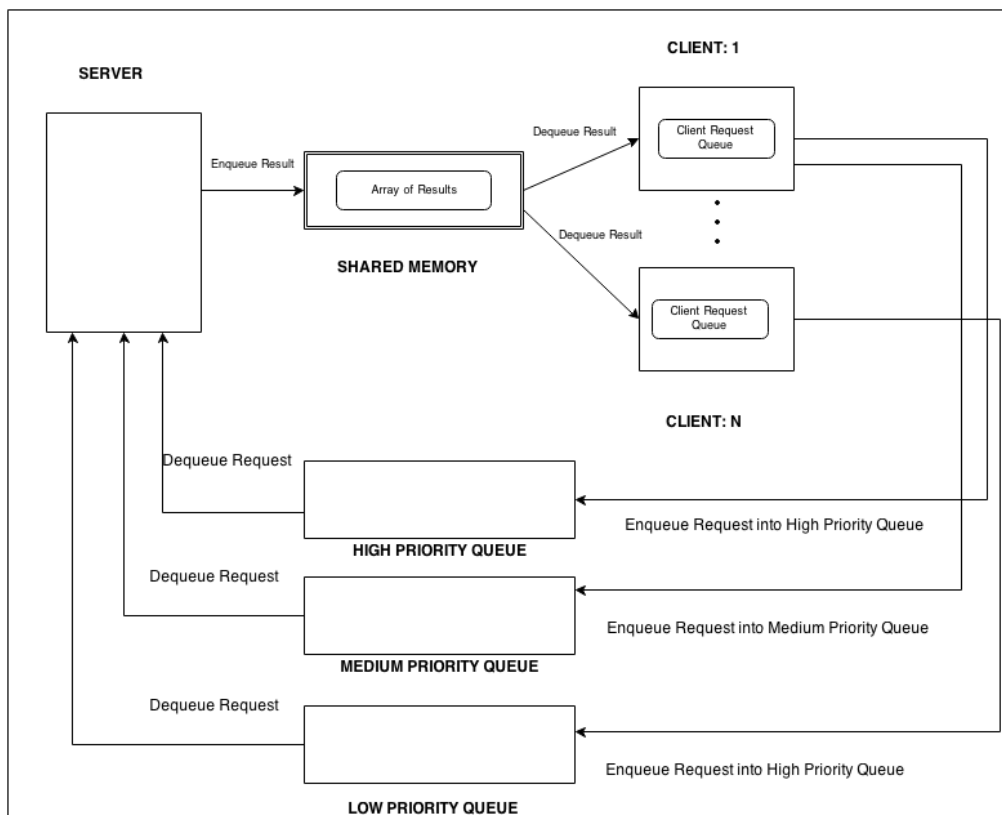 CLIENT: 1
SERVER
Client Request
Queue
Dequeue Result
Enqueue Result
Array of Results
Dequeue Result
SHARED MEMORY
Client Request
Queue
CLIENT: N
Dequeue Request
Enqueue Request into High Priority Queue
HIGH PRIORITY QUEUE
Dequeue Request
Enqueue Request into Medium Priority Queue
MEDIUM PRIORITY QUEUE
Dequeue Request
Enqueue Request into High Priority Queue
LOW PRIORITY QUEUE